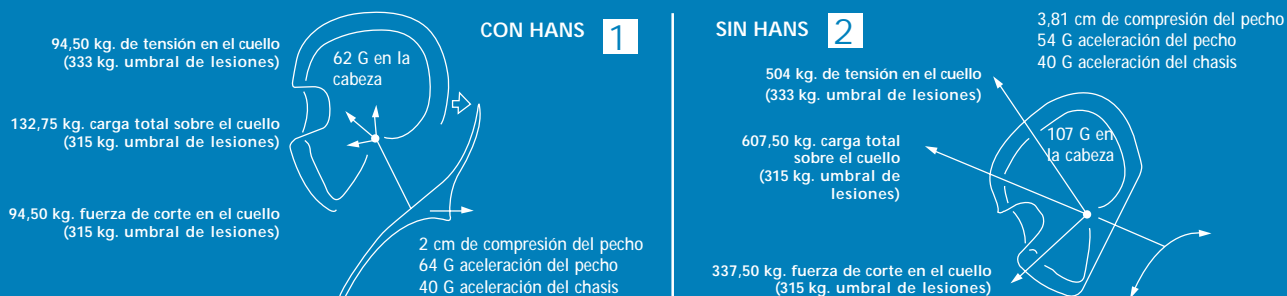 CON HANS 1
94,50 kg. de tensión en el cuello
(333 kg. umbral de lesiones)
62 G en la
cabeza
132,75 kg. carga total sobre el cuello
(315 kg. umbral de lesiones)
94,50 kg. fuerza de corte en el cuello
(315 kg. umbral de lesiones)
2 cm de compresión del pecho
64 G aceleración del pecho
40 G aceleración del chasis
SIN HANS 2
3,81 cm de compresión del pecho
54 G aceleración del pecho
40 G aceleración del chasis
504 kg. de tensión en el cuello
(333 kg. umbral de lesiones)
107 G en
la cabeza
607,50 kg. carga total
sobre el cuello
(315 kg. umbral de
lesiones)
337,50 kg. fuerza de corte en el cuello
(315 kg. umbral de lesiones)